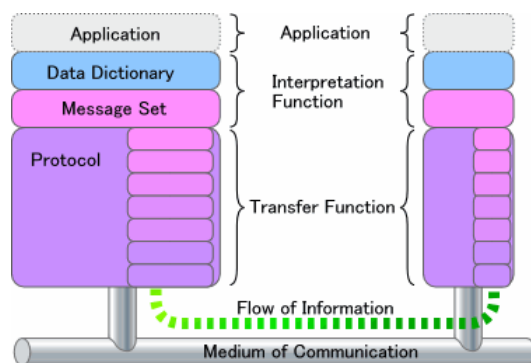 Application
Data Dictionary
Message Set
Protocol
Application
Interpretation
Function
Transfer Function
Flow of Information
Medium of Communication